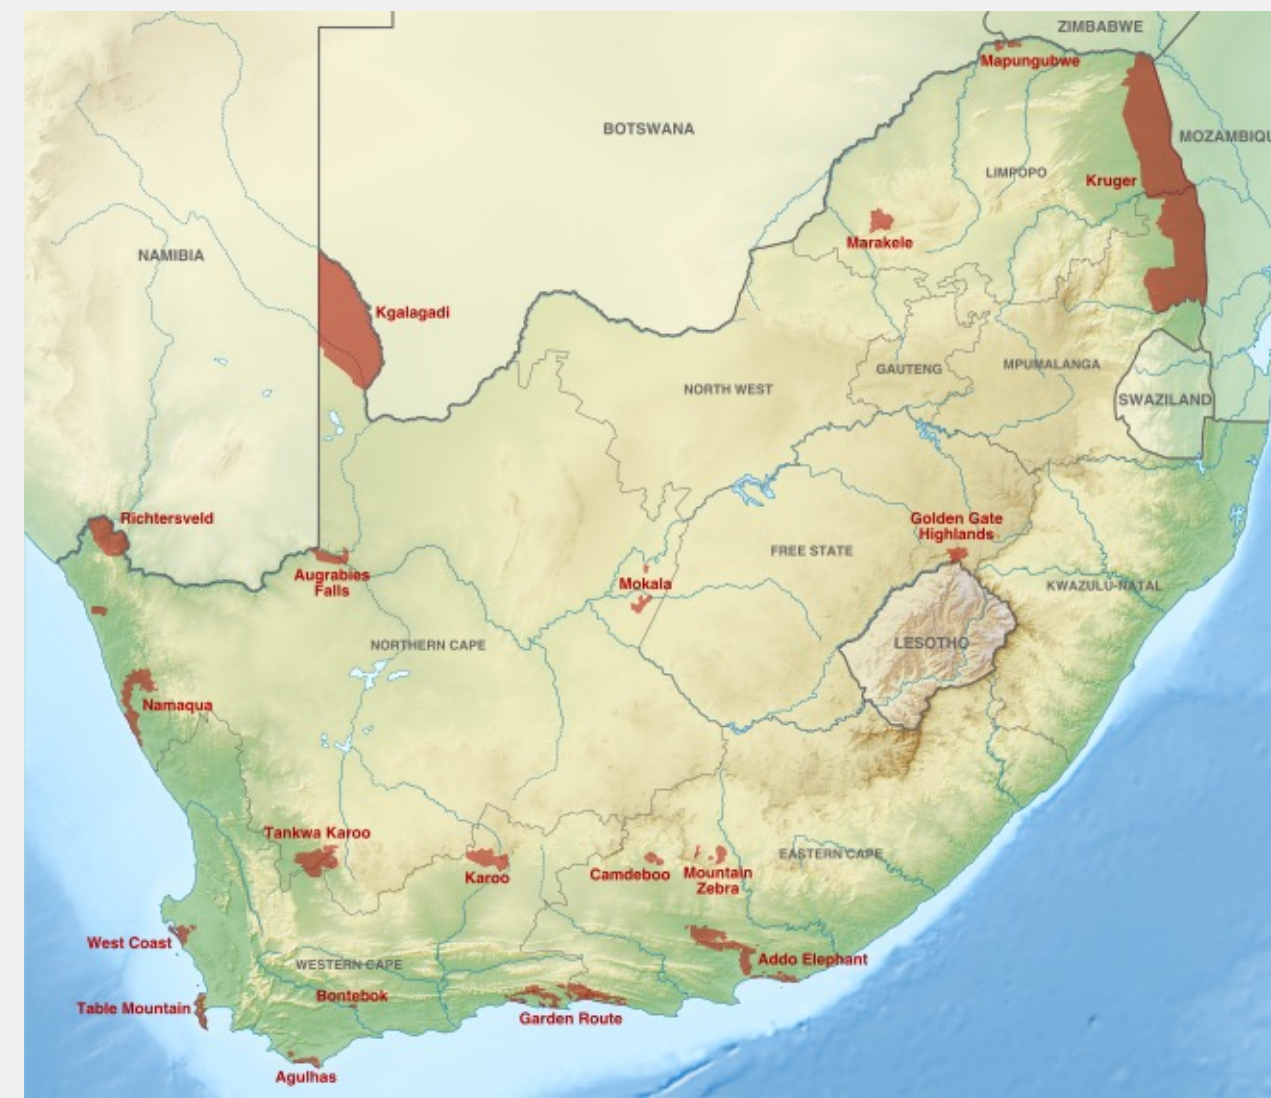 ZIMBABWE
Mapungubwe
BOTSWANA
MOZAMBIQU
LIMPOPO
Kruger
Marakele
NAMIBIA
Kgalagadi
MPUMALANGA
GAUTENG
NORTH WEST
SWAZILAND
Richtersveld
Golden Gate
Highlands
FREE STATE
Augrabies
Falls
Mokala
KWAZULU-NATAL
NORTHERN CAPE
LESOTHO
Namaqua
Tankwa Karoo
EASTERN CAPE
Karoo
Camdeboo
Mountain
Zebra
West Coast
Addo Elephant
WESTERN CAPE
Bontebok
Table Mountain
Garden Route
Agulhas